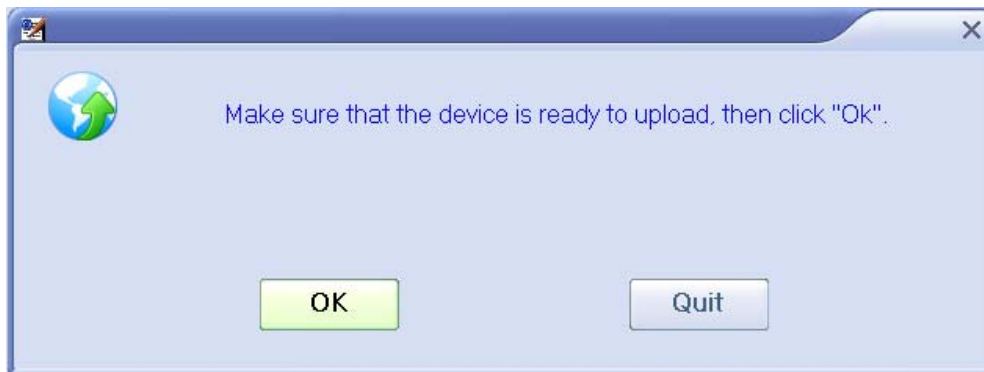 Make sure that the device is ready to upload, then click "Ok".
OK
Quit